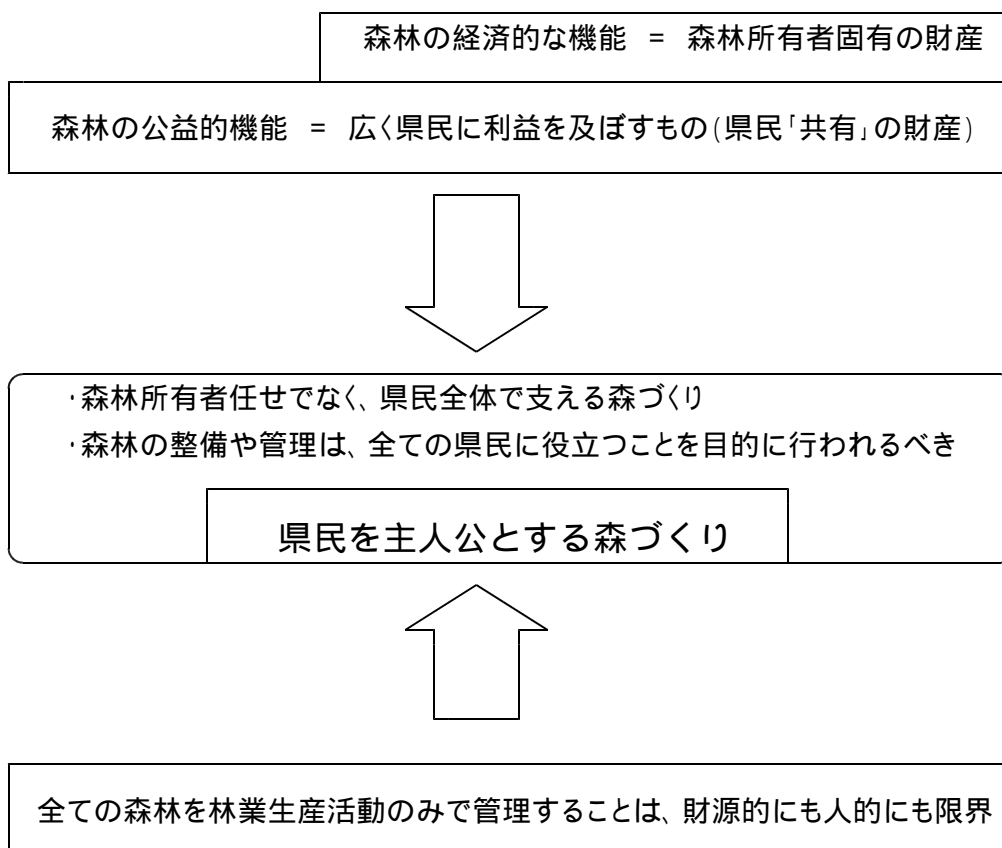 森林の経済的な機能 = 森林所有者固有の財産
森林の公益的機能 = 広く県民に利益を及ぼすもの(県民「共有」の財産)
・森林所有者任せでなく、県民全体で支える森づくり
・森林の整備や管理は、全ての県民に役立つことを目的に行われるべき
県民を主人公とする森づくり
全ての森林を林業生産活動のみで管理することは、財源的にも人的にも限界